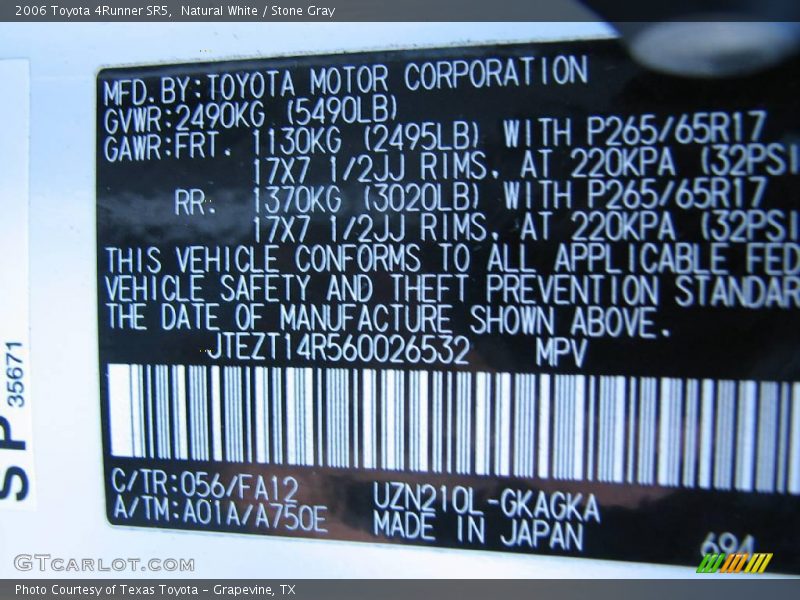 2006 Toyota 4Runner SR5,  Natural White / Stone Gray
MFD. BY:TOYOTA MOTOR CORPORATION
GVWR:2490KG (5490LB)
GAWR:FRT. 1130KG (2495LB) WITH P265/65R17
17X7 1/2JJ RIMS. AT 220KPA (32PSI
RR. 1370KG (3020LB) WITH P265/65R17
17X7 1/2JJ RIMS. AT 220KPA (32PSI
THIS VEHICLE CONFORMS TO ALL APPLICABLE FED
VEHICLE SAFETY AND THEFT PREVENTION STANDAR
THE DATE OF MANUFACTURE SHOWN ABOVE.
JTEZT14R560026532 MPV
C/TR:056/FA12 UZN210L-GKAGKA
A/TM:A01A/A750E MADE IN JAPAN
694
SP 35671
GTcarlot.com
Photo Courtesy of Texas Toyota - Grapevine, TX